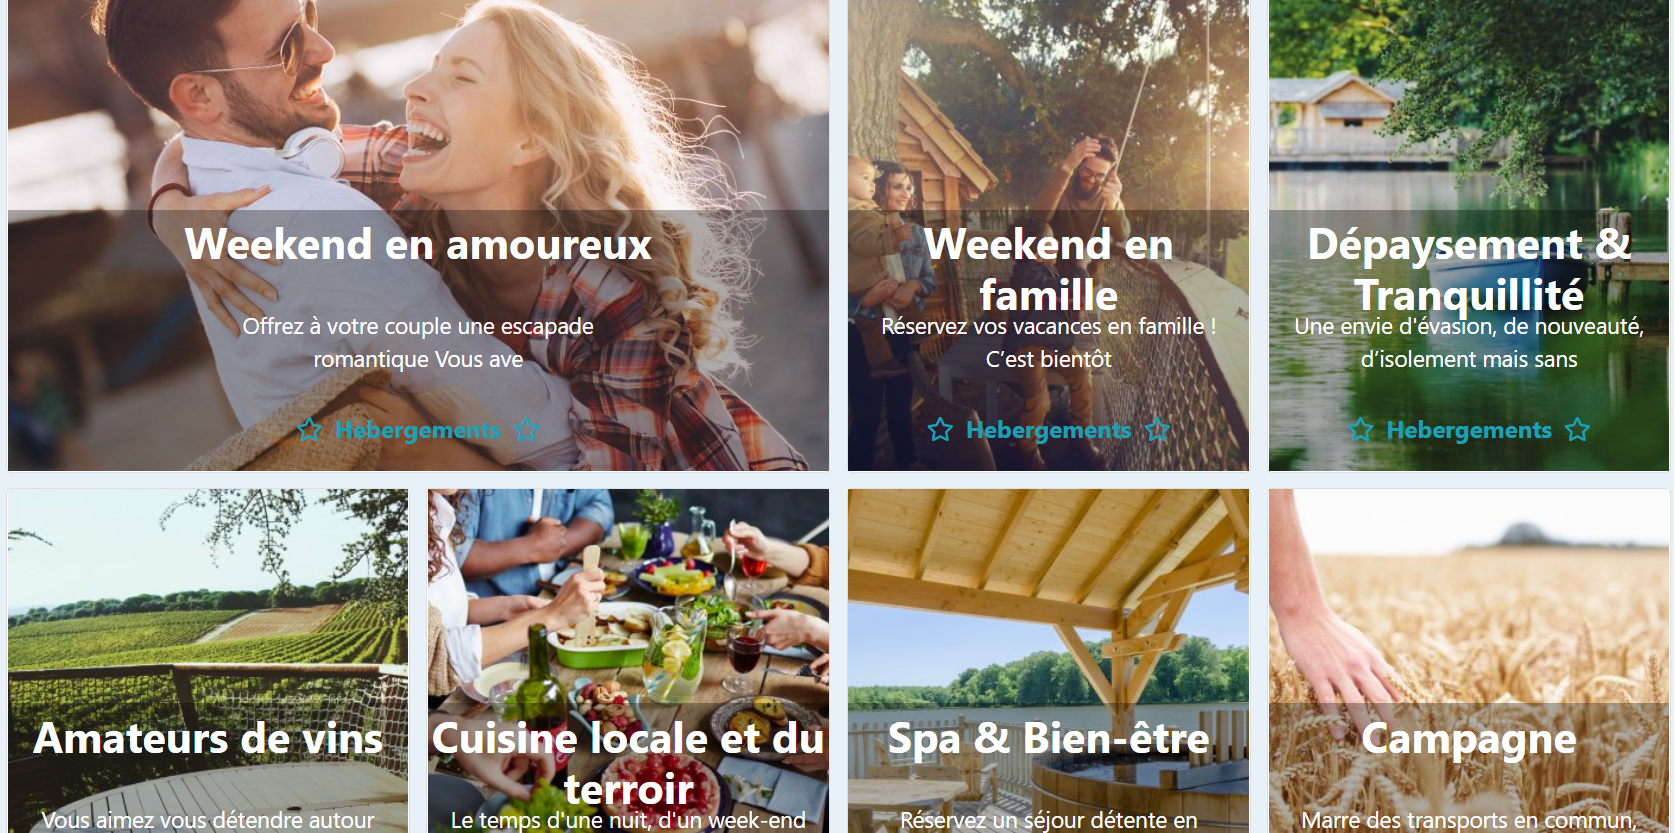 Weekend en amoureux
Offrez à votre couple une escapade
romantique Vous ave
Hebergements
Weekend en
famille
Réservez vos vacances en famille !
C’est bientôt
Hebergements
Dépaysement &
Tranquillité
Une envie d'évasion, de nouveauté,
d’isolement mais sans
Hebergements
Amateurs de vins
Vous aimez vous détendre autour
Cuisine locale et du
terroir
Le temps d'une nuit, d'un week-end
Spa & Bien-être
Réservez un séjour détente en
Campagne
Marre des transports en commun,